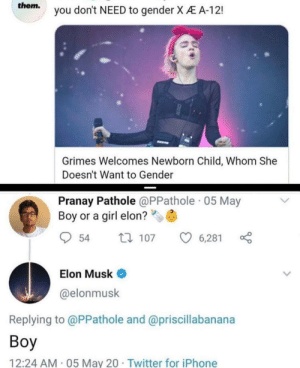 them.
you don't NEED to gender X Æ A-12!
Grimes Welcomes Newborn Child, Whom She
Doesn't Want to Gender
Pranay Pathole @PPathole · 05 May
Boy or a girl elon? 🍼 👶
54 107 6,281
Elon Musk
@elonmusk
Replying to @PPathole and @priscillabanana
Boy
12:24 AM · 05 May 20 · Twitter for iPhone